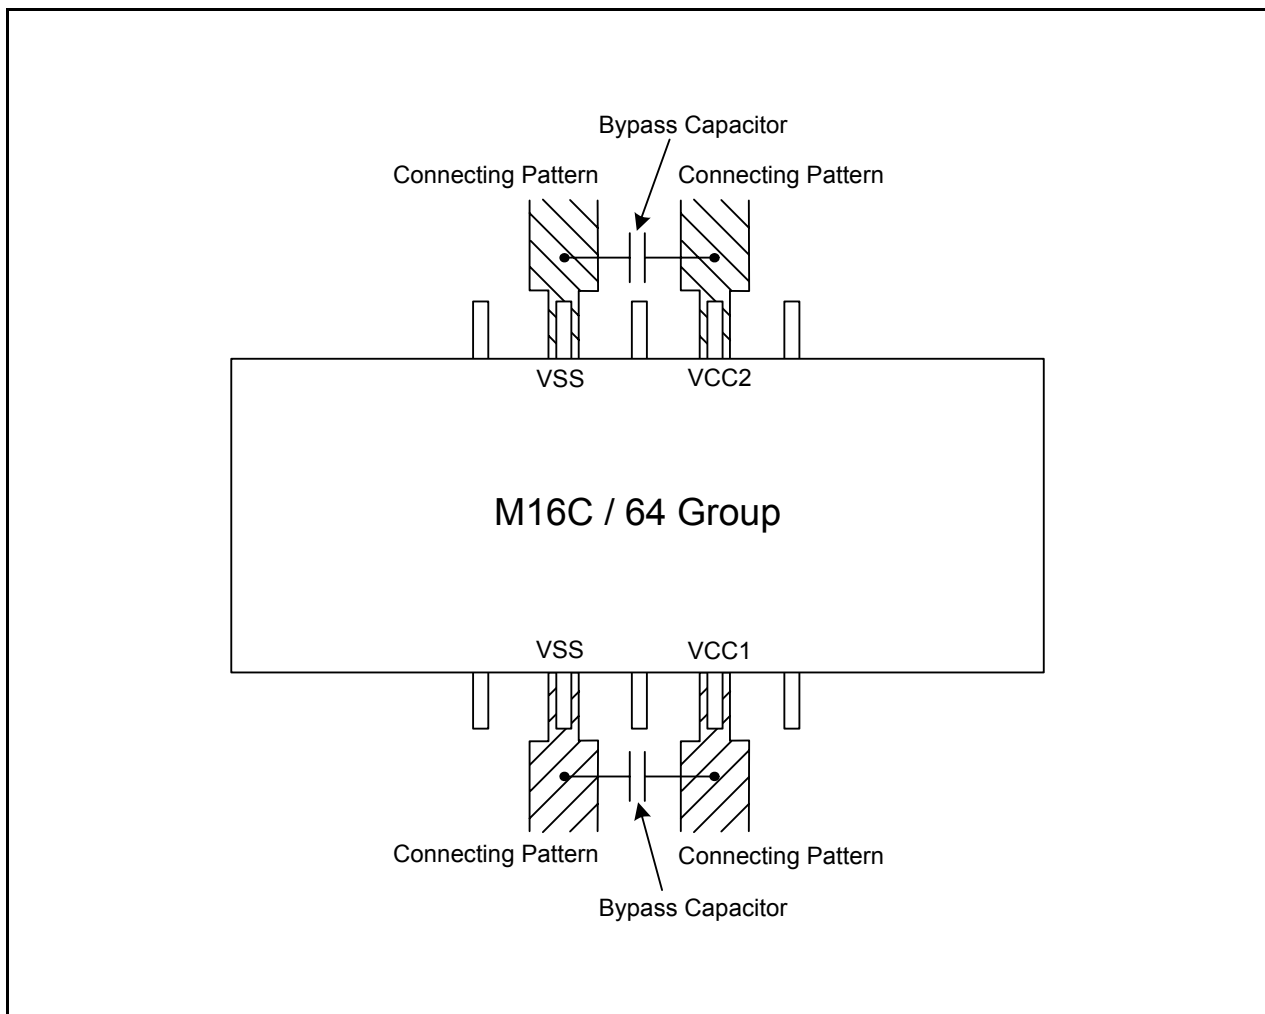 Bypass Capacitor
Connecting Pattern
Connecting Pattern
VSS
VCC2
M16C / 64 Group
VSS
VCC1
Connecting Pattern
Connecting Pattern
Bypass Capacitor